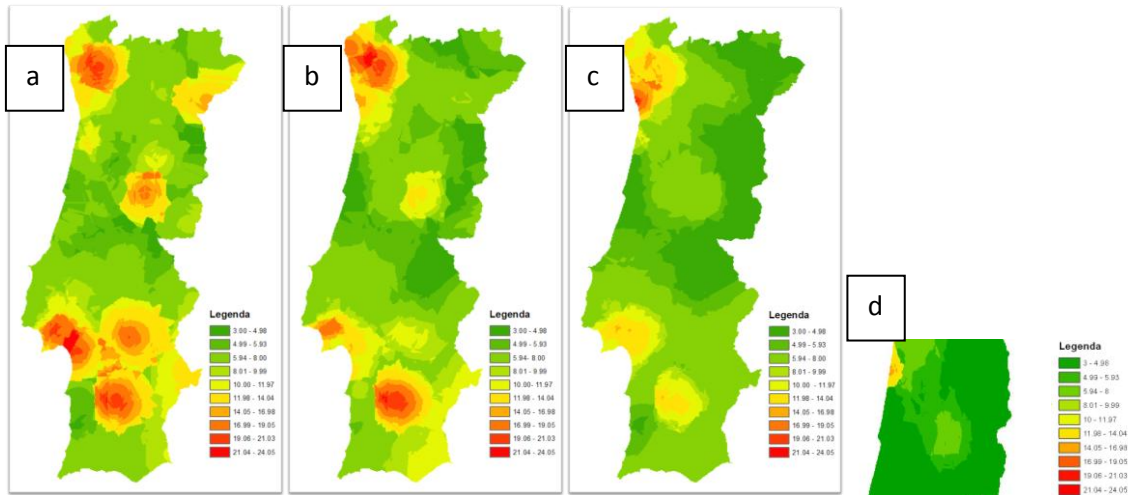 a
Legenda
3.00 - 4.98
4.99 - 5.93
5.94- 8.00
8.01 - 9.99
10.00 - 11.97
11.98 - 14.04
14.05 - 16.98
16.99 - 19.05
19.06 - 21.03
21.04 - 24.05
b
Legenda
3.00 - 4.98
4.99 - 5.93
5.94- 8.00
8.01 - 9.99
10.00 - 11.97
11.98 - 14.04
14.05 - 16.98
16.99 - 19.05
19.06 - 21.03
21.04 - 24.05
c
Legenda
3.00 - 4.98
4.99 - 5.93
5.94- 8.00
8.01 - 9.99
10.00 - 11.97
11.98 - 14.04
14.05 - 16.98
16.99 - 19.05
19.06 - 21.03
21.04 - 24.05
d
Legenda
3 - 4.98
4.99 - 5.93
5.94 - 8
8.01 - 9.99
10 - 11.97
11.98 - 14.04
14.05 - 16.98
16.99 - 19.05
19.06 - 21.03
21.04 - 24.05